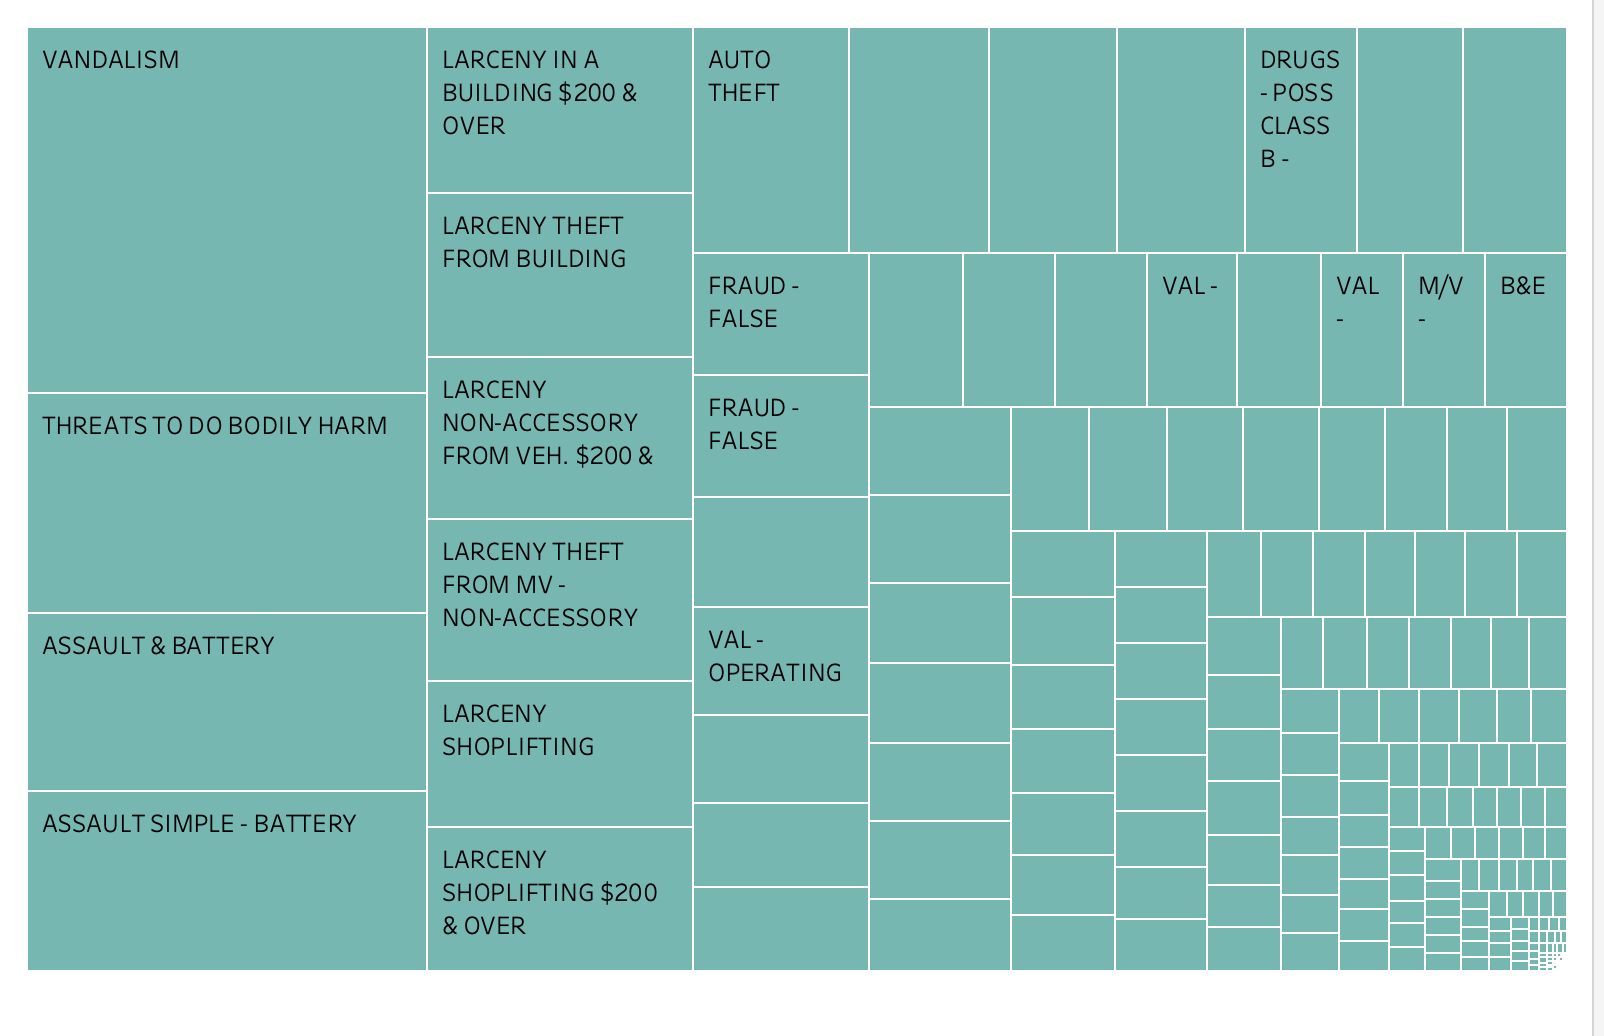 VANDALISM
THREATS TO DO BODILY HARM
ASSAULT & BATTERY
ASSAULT SIMPLE - BATTERY
LARCENY IN A
BUILDING $200 &
OVER
LARCENY THEFT
FROM BUILDING
LARCENY
NON-ACCESSORY
FROM VEH. $200 &
LARCENY THEFT
FROM MV -
NON-ACCESSORY
LARCENY
SHOPLIFTING
LARCENY
SHOPLIFTING $200
& OVER
AUTO
THEFT
DRUGS
- POSS
CLASS
B -
FRAUD -
FALSE
VAL -
VAL
-
M/V
-
B&E
FRAUD -
FALSE
VAL -
OPERATING